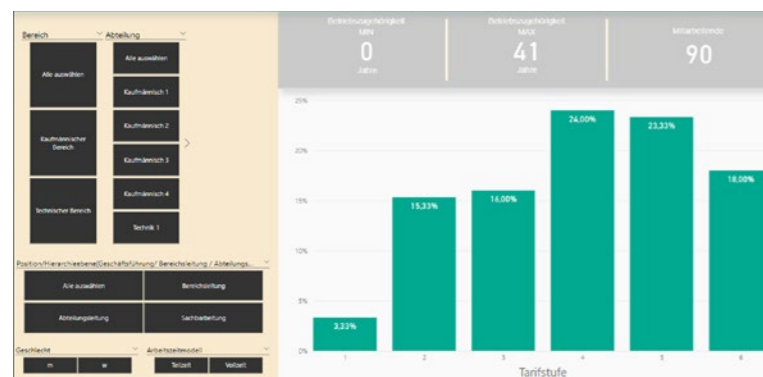 Bereich
Abteilung
Alle auswählen
Kaufmännischer
Bereich
Technischer Bereich
Alle auswählen
Kaufmännisch 1
Kaufmännisch 2
Kaufmännisch 3
Kaufmännisch 4
Technik 1
Position/Hierarchieebene(Geschäftsführung/ Bereichsleitung / Abteilungs...
Alle auswählen
Bereichsleitung
Abteilungsleitung
Sachbearbeitung
Geschlecht
Arbeitszeitmodell
m
w
Teilzeit
Vollzeit
Betriebszugehörigkeit
MIN
0
Jahre
Betriebszugehörigkeit
MAX
41
Jahre
Mitarbeitende
90
25%
20%
15%
10%
5%
0%
3,33%
15,33%
16,00%
24,00%
23,33%
18,00%
1
2
3
4
5
6
Tarifstufe